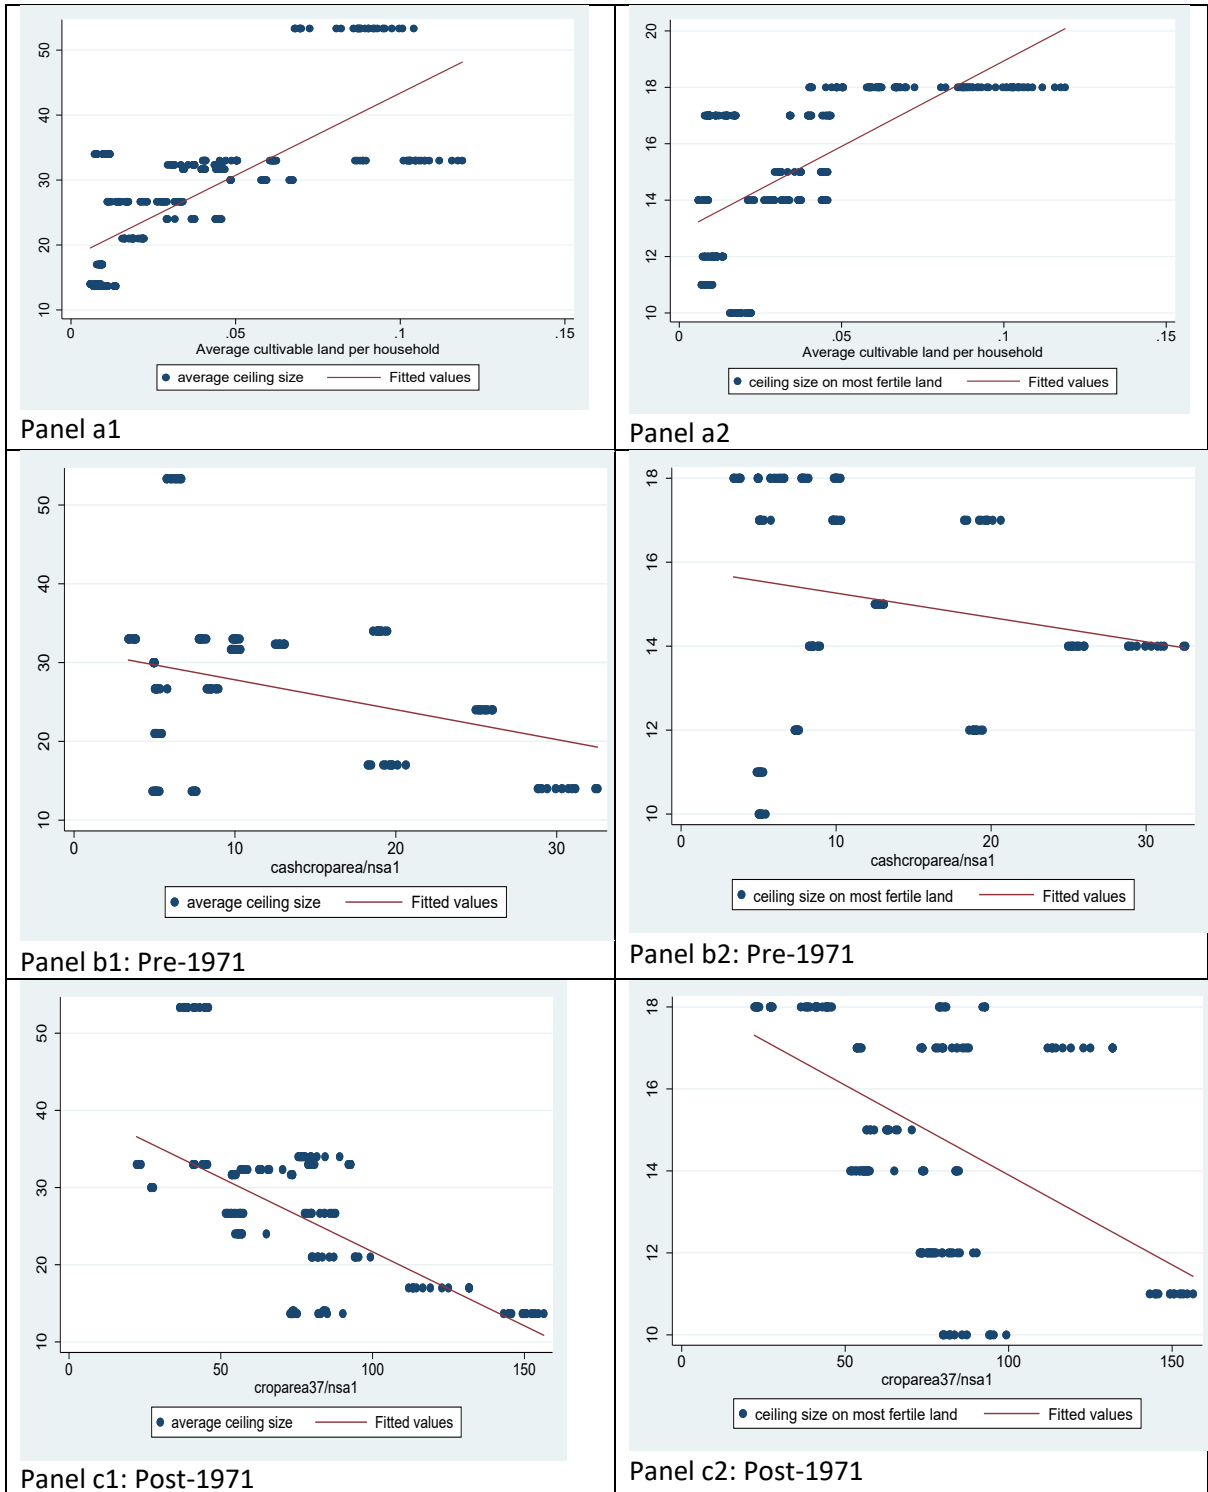 50
40
30
20
10
0
.05
.1
.15
Average cultivable land per household
average ceiling size
Fitted values
Panel a1
20
18
16
14
12
10
0
.05
.1
.15
Average cultivable land per household
ceiling size on most fertile land
Fitted values
Panel a2
50
40
30
20
10
0
10
20
30
cashcroparea/nsa1
average ceiling size
Fitted values
Panel b1: Pre-1971
18
16
14
12
10
0
10
20
30
cashcroparea/nsa1
ceiling size on most fertile land
Fitted values
Panel b2: Pre-1971
50
40
30
20
10
0
50
100
150
croparea37/nsa1
average ceiling size
Fitted values
Panel c1: Post-1971
18
16
14
12
10
0
50
100
150
croparea37/nsa1
ceiling size on most fertile land
Fitted values
Panel c2: Post-1971